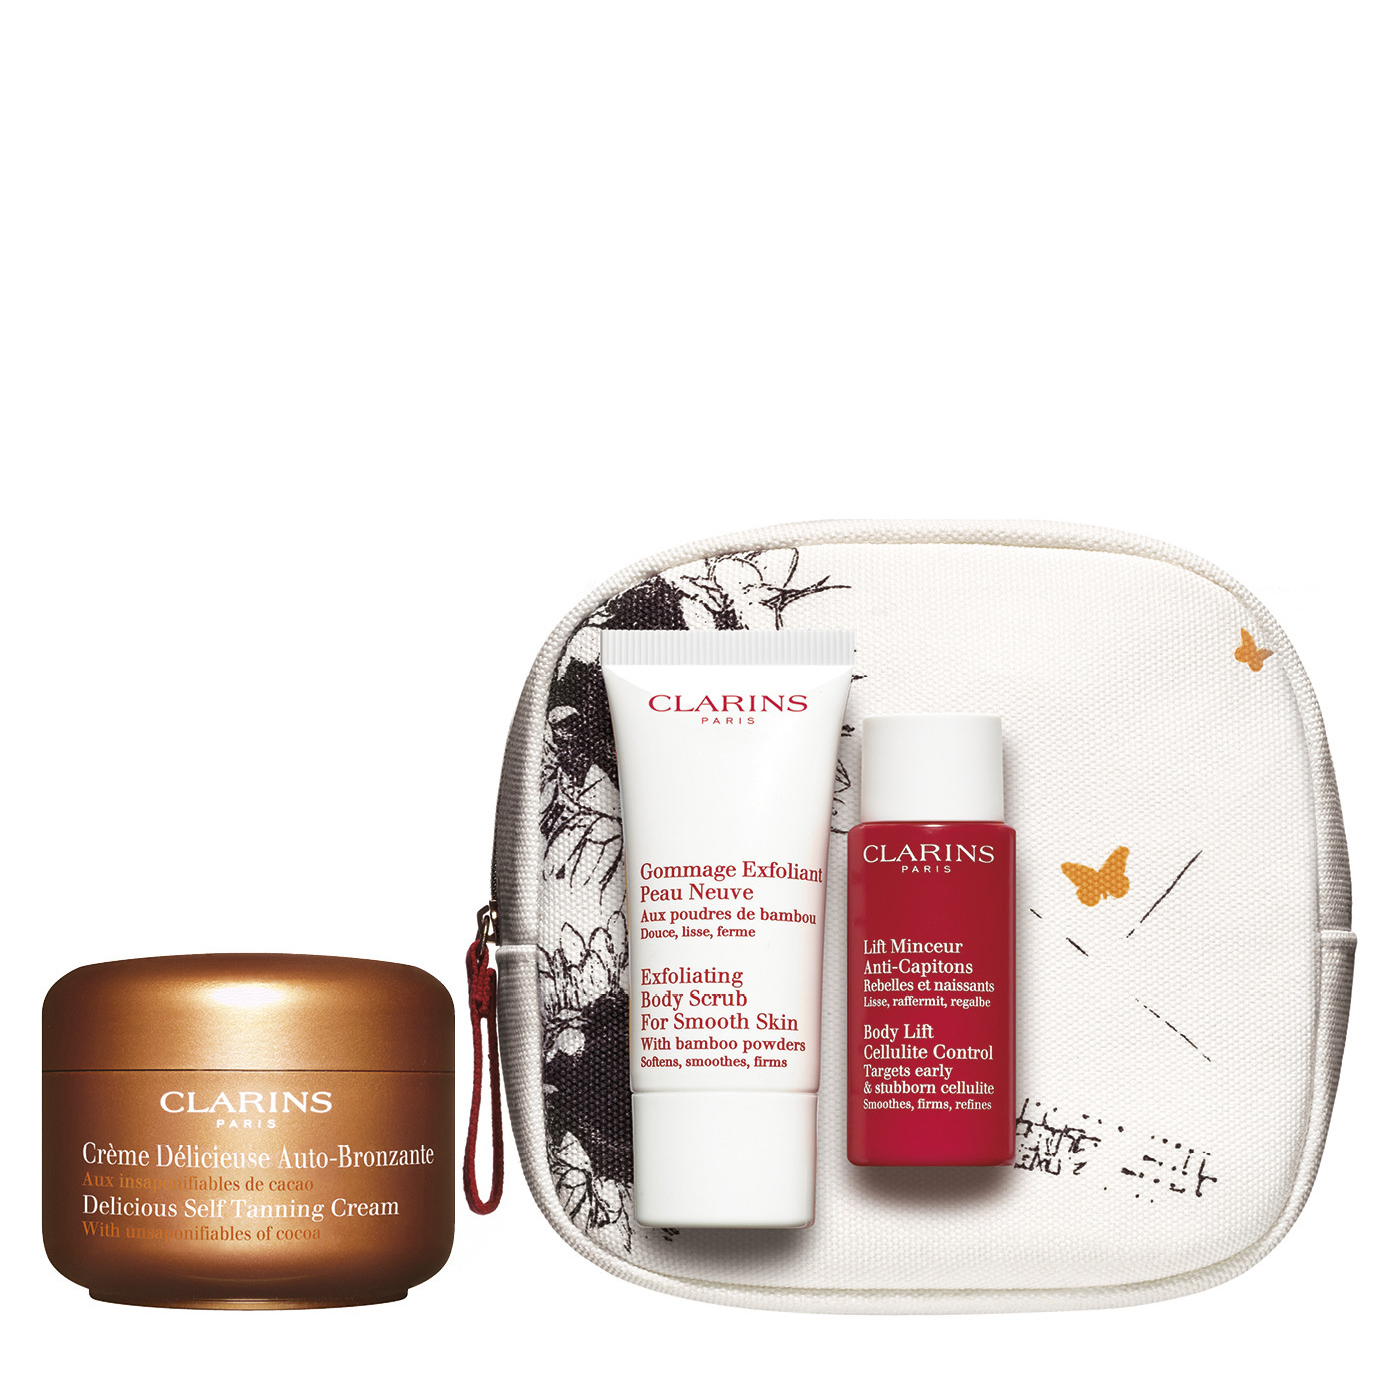 CLARINS
PARIS
Crème Délicieuse Auto-Bronzante
Aux insaponifiables de cacao
Delicious Self Tanning Cream
With unsaponifiables of cocoa
CLARINS
PARIS
Gommage Exfoliant
Peau Neuve
Aux poudres de bambou
Douce, lisse, ferme
Exfoliating
Body Scrub
For Smooth Skin
With bamboo powders
Softens, smoothes, firms
CLARINS
PARIS
Lift Minceur
Anti-Capitons
Rebelles et naissants
Lisse, raffermit, regalbe
Body Lift
Cellulite Control
Targets early
& stubborn cellulite
Smoothes, firms, refines